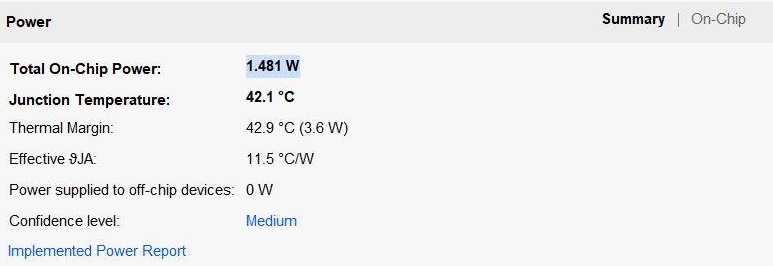 Power Summary | On-Chip
Total On-Chip Power: 1.481 W
Junction Temperature: 42.1 °C
Thermal Margin: 42.9 °C (3.6 W)
Effective ϑJA: 11.5 °C/W
Power supplied to off-chip devices: 0 W
Confidence level: Medium
Implemented Power Report